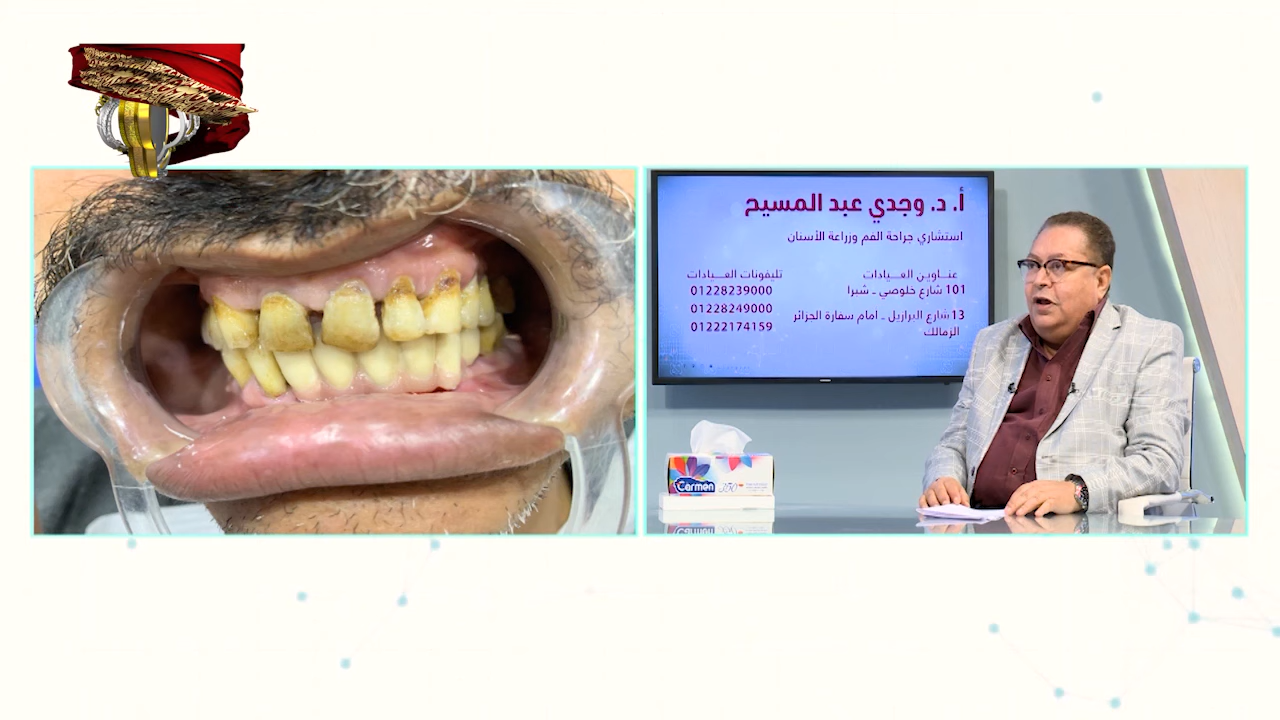 أ. د. وجدي عبد المسيح
استشاري جراحة الفم وزراعة الأسنان
عناوين العيادات
101 شارع خلوصي - شبرا
13 شارع البرازيل - امام سفارة الجزائر
الزمالك
تليفونات العيادات
01228239000
01228249000
01222174159
Carmen